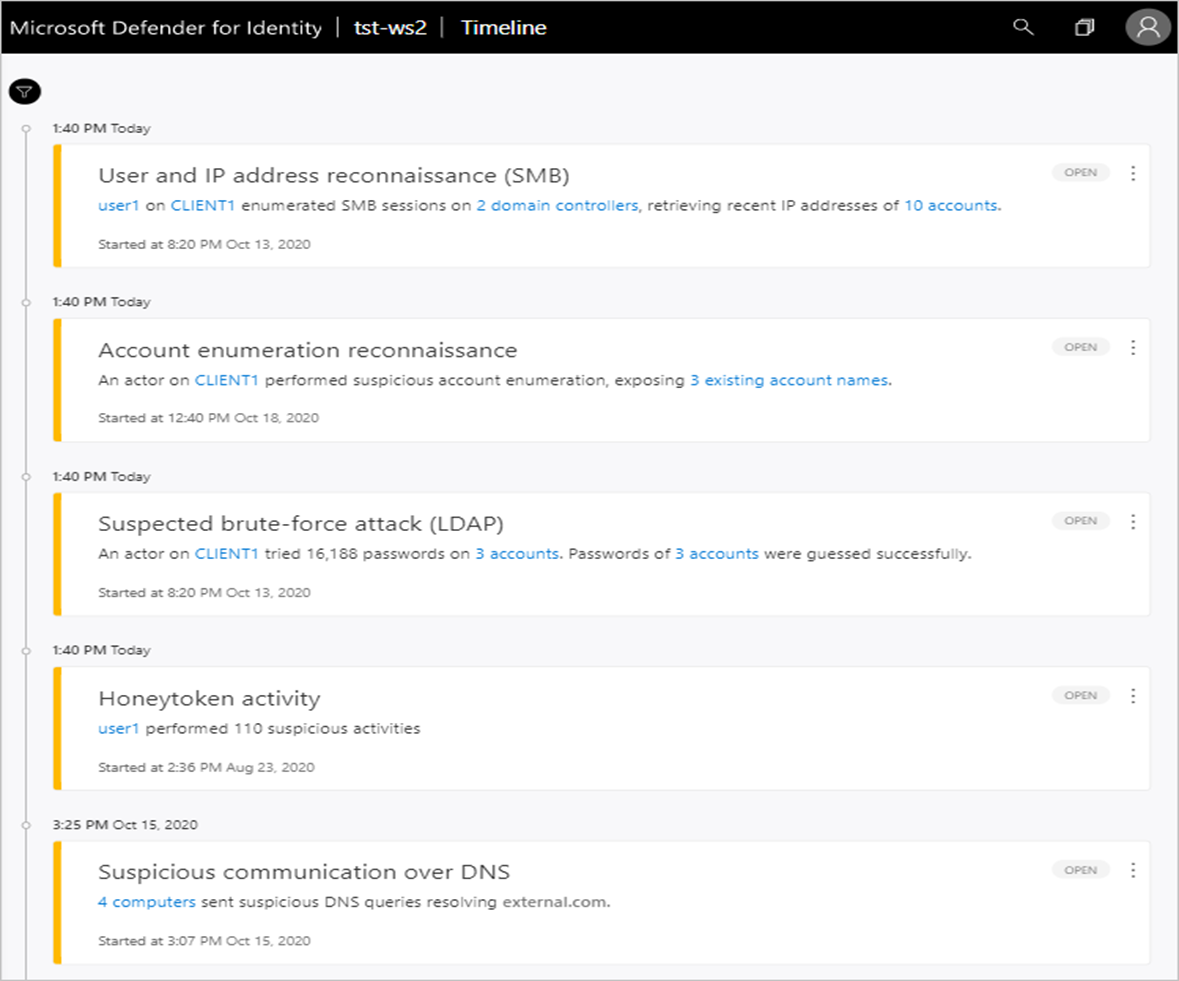 Microsoft Defender for Identity | tst-ws2 | Timeline
1:40 PM Today
User and IP address reconnaissance (SMB)
OPEN
user1 on CLIENT1 enumerated SMB sessions on 2 domain controllers, retrieving recent IP addresses of 10 accounts.
Started at 8:20 PM Oct 13, 2020
1:40 PM Today
Account enumeration reconnaissance
OPEN
An actor on CLIENT1 performed suspicious account enumeration, exposing 3 existing account names.
Started at 12:40 PM Oct 18, 2020
1:40 PM Today
Suspected brute-force attack (LDAP)
OPEN
An actor on CLIENT1 tried 16,188 passwords on 3 accounts. Passwords of 3 accounts were guessed successfully.
Started at 8:20 PM Oct 13, 2020
1:40 PM Today
Honeytoken activity
OPEN
user1 performed 110 suspicious activities
Started at 2:36 PM Aug 23, 2020
3:25 PM Oct 15, 2020
Suspicious communication over DNS
OPEN
4 computers sent suspicious DNS queries resolving external.com.
Started at 3:07 PM Oct 15, 2020